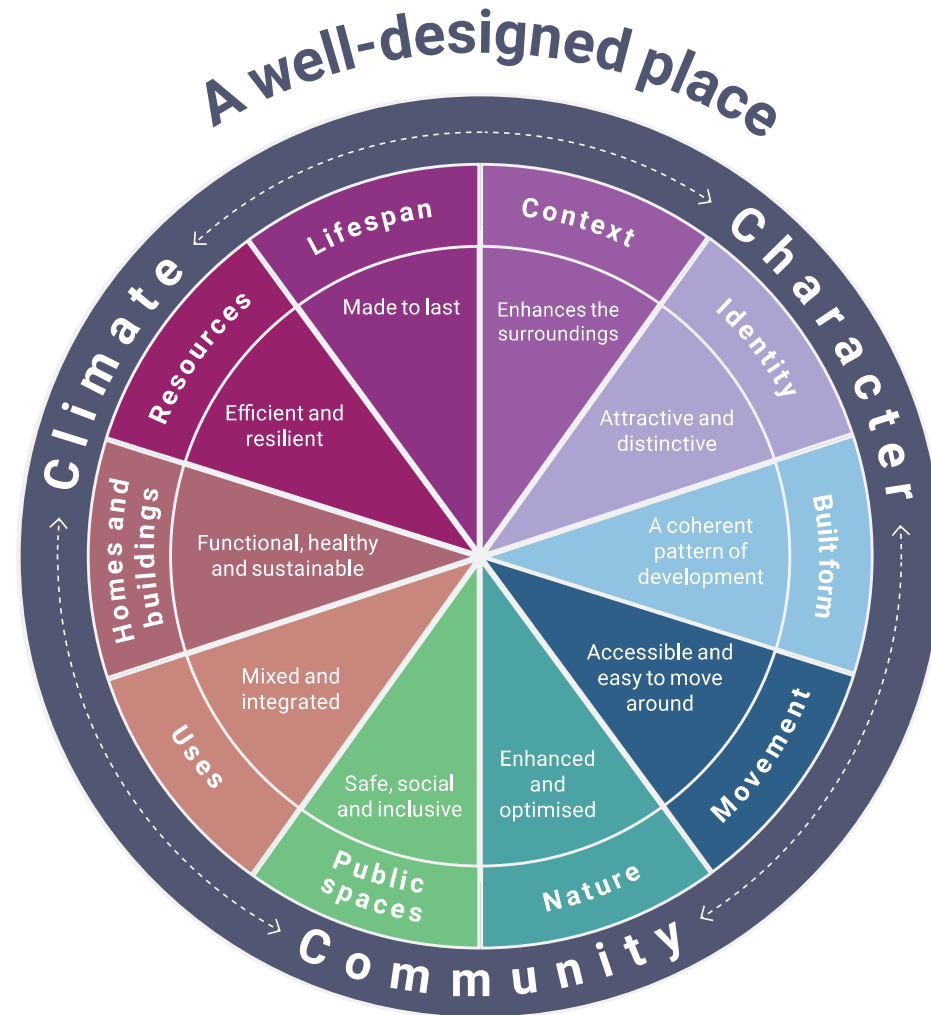 A well-designed place
Climate
Character
Community
Context
Enhances the
surroundings
Identity
Attractive and
distinctive
Built form
A coherent
pattern of
development
Movement
Accessible and
easy to move
around
Nature
Enhanced
and
optimised
Public
spaces
Safe, social
and inclusive
Uses
Mixed and
integrated
Homes and
buildings
Functional, healthy
and sustainable
Resources
Efficient and
resilient
Lifespan
Made to last